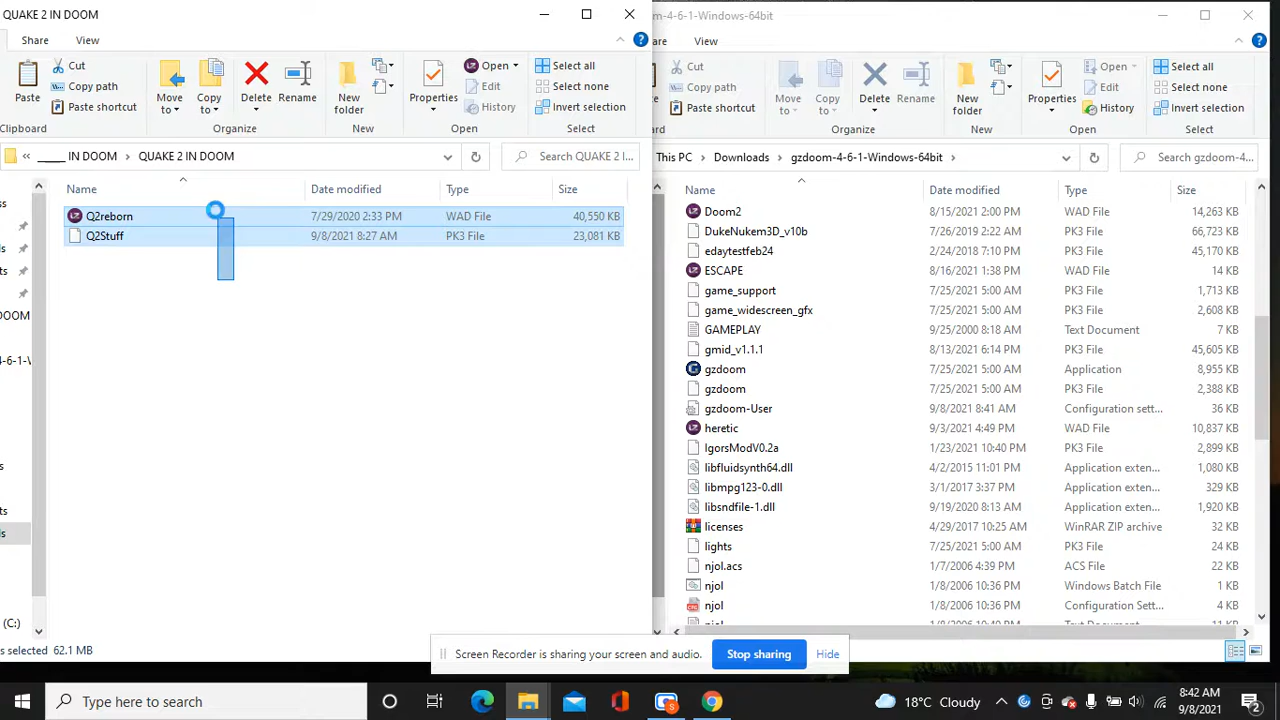 QUAKE 2 IN DOOM
Share View
Paste
Cut
Copy path
Paste shortcut
Clipboard
Move to
Copy to
Delete
Rename
Organize
New folder
New
Properties
Open
Edit
History
Open
Select all
Select none
Invert selection
Select
« _____ IN DOOM > QUAKE 2 IN DOOM
Search QUAKE 2 I...
Name Date modified Type Size
Q2reborn 7/29/2020 2:33 PM WAD File 40,550 KB
Q2Stuff 9/8/2021 8:27 AM PK3 File 23,081 KB
(C:)
s selected 62.1 MB
m-4-6-1-Windows-64bit
are View
Cut
Copy path
Paste shortcut
Move to
Copy to
Delete
Rename
Organize
New folder
New
Properties
Open
Edit
History
Open
Select all
Select none
Invert selection
Select
This PC > Downloads > gzdoom-4-6-1-Windows-64bit >
Search gzdoom-4...
Name Date modified Type Size
Doom2 8/15/2021 2:00 PM WAD File 14,263 KB
DukeNukem3D_v10b 7/26/2019 2:22 AM PK3 File 66,723 KB
edaytestfeb24 2/24/2018 7:10 PM PK3 File 45,170 KB
ESCAPE 8/16/2021 1:38 PM WAD File 14 KB
game_support 7/25/2021 5:00 AM PK3 File 1,713 KB
game_widescreen_gfx 7/25/2021 5:00 AM PK3 File 2,608 KB
GAMEPLAY 9/25/2000 8:18 AM Text Document 7 KB
gmid_v1.1.1 8/13/2021 6:14 PM PK3 File 45,605 KB
gzdoom 7/25/2021 5:00 AM Application 8,955 KB
gzdoom 7/25/2021 5:00 AM PK3 File 2,388 KB
gzdoom-User 9/8/2021 8:41 AM Configuration sett... 36 KB
heretic 9/3/2021 4:49 PM WAD File 10,837 KB
IgorsModV0.2a 1/23/2021 10:40 PM PK3 File 2,899 KB
libfluidsynth64.dll 4/2/2015 11:01 PM Application exten... 1,080 KB
libmpg123-0.dll 3/1/2017 3:37 PM Application exten... 329 KB
libsndfile-1.dll 9/19/2020 8:13 AM Application exten... 1,920 KB
licenses 4/29/2017 10:25 AM WinRAR ZIP archive 32 KB
lights 7/25/2021 5:00 AM PK3 File 24 KB
njol.acs 1/7/2006 4:39 PM ACS File 22 KB
njol 1/8/2006 10:36 PM Windows Batch File 1 KB
njol 1/8/2006 10:36 PM Configuration Sett... 4 KB
Screen Recorder is sharing your screen and audio. Stop sharing Hide
Type here to search
18°C Cloudy
8:42 AM
9/8/2021
2